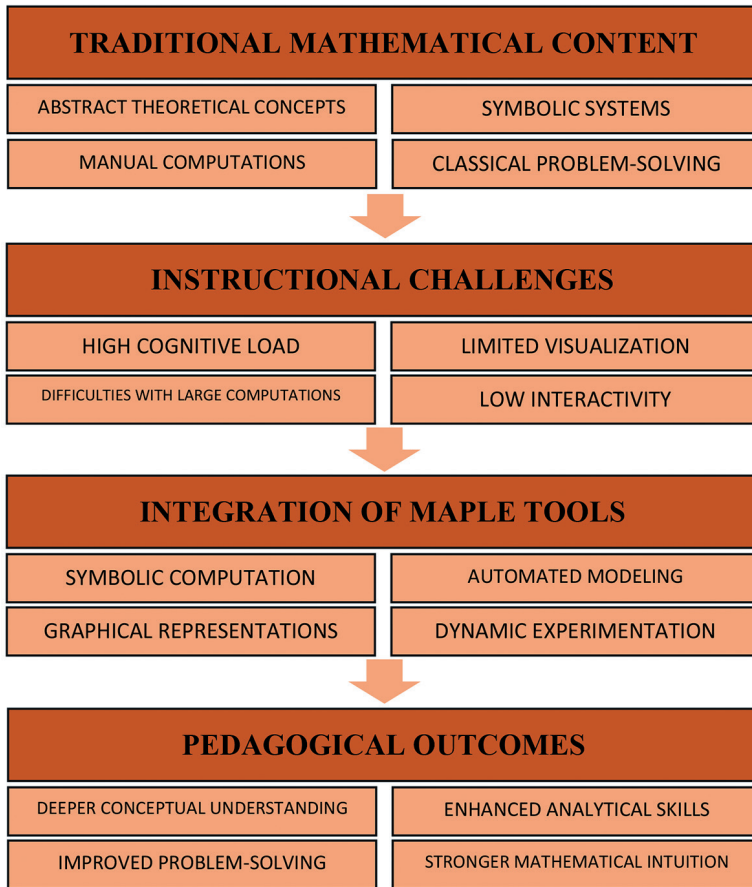 TRADITIONAL MATHEMATICAL CONTENT
ABSTRACT THEORETICAL CONCEPTS
SYMBOLIC SYSTEMS
MANUAL COMPUTATIONS
CLASSICAL PROBLEM-SOLVING
INSTRUCTIONAL CHALLENGES
HIGH COGNITIVE LOAD
LIMITED VISUALIZATION
DIFFICULTIES WITH LARGE COMPUTATIONS
LOW INTERACTIVITY
INTEGRATION OF MAPLE TOOLS
SYMBOLIC COMPUTATION
AUTOMATED MODELING
GRAPHICAL REPRESENTATIONS
DYNAMIC EXPERIMENTATION
PEDAGOGICAL OUTCOMES
DEEPER CONCEPTUAL UNDERSTANDING
ENHANCED ANALYTICAL SKILLS
IMPROVED PROBLEM-SOLVING
STRONGER MATHEMATICAL INTUITION